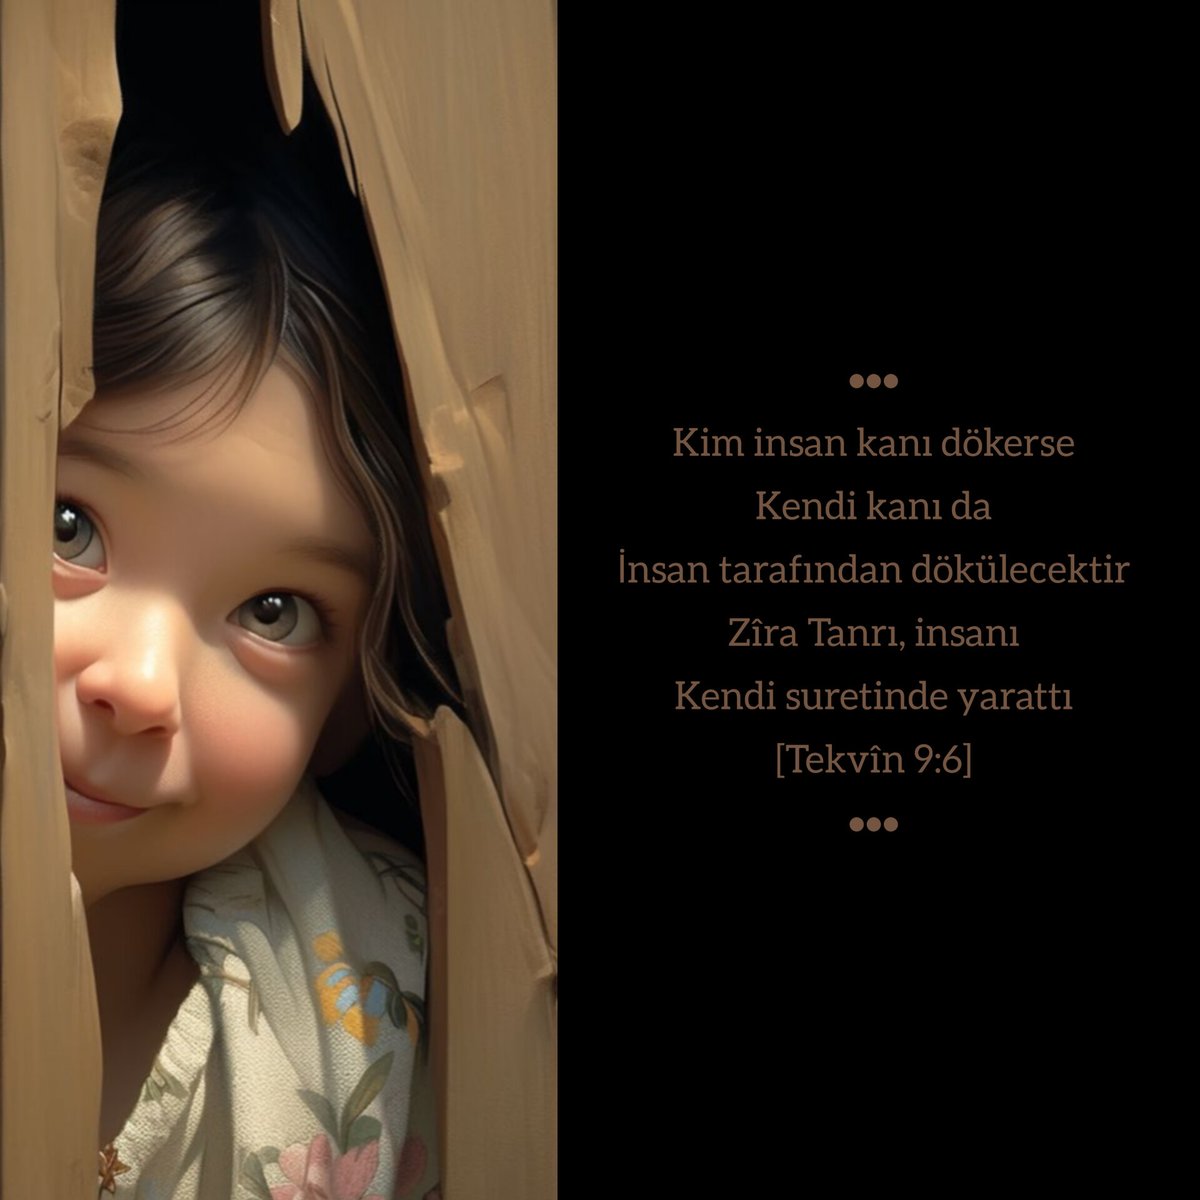 Kim insan kanı dökerse
Kendi kanı da
İnsan tarafından dökülecektir
Zîra Tanrı, insanı
Kendi suretinde yarattı
[Tekvîn 9:6]